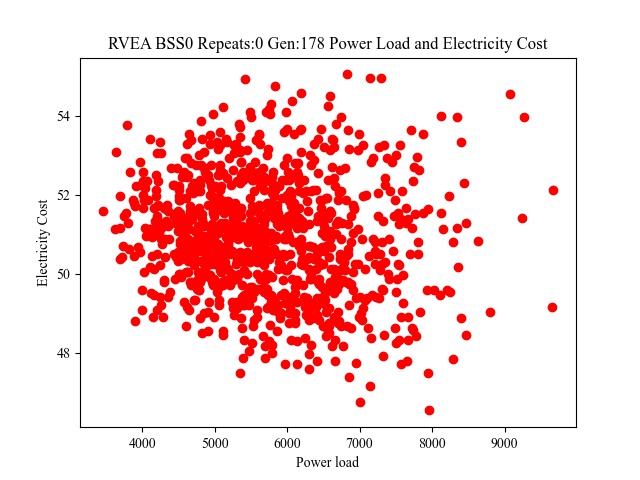 RVEA BSS0 Repeats:0 Gen:178 Power Load and Electricity Cost
54
52
50
48
Electricity Cost
4000 5000 6000 7000 8000 9000
Power load